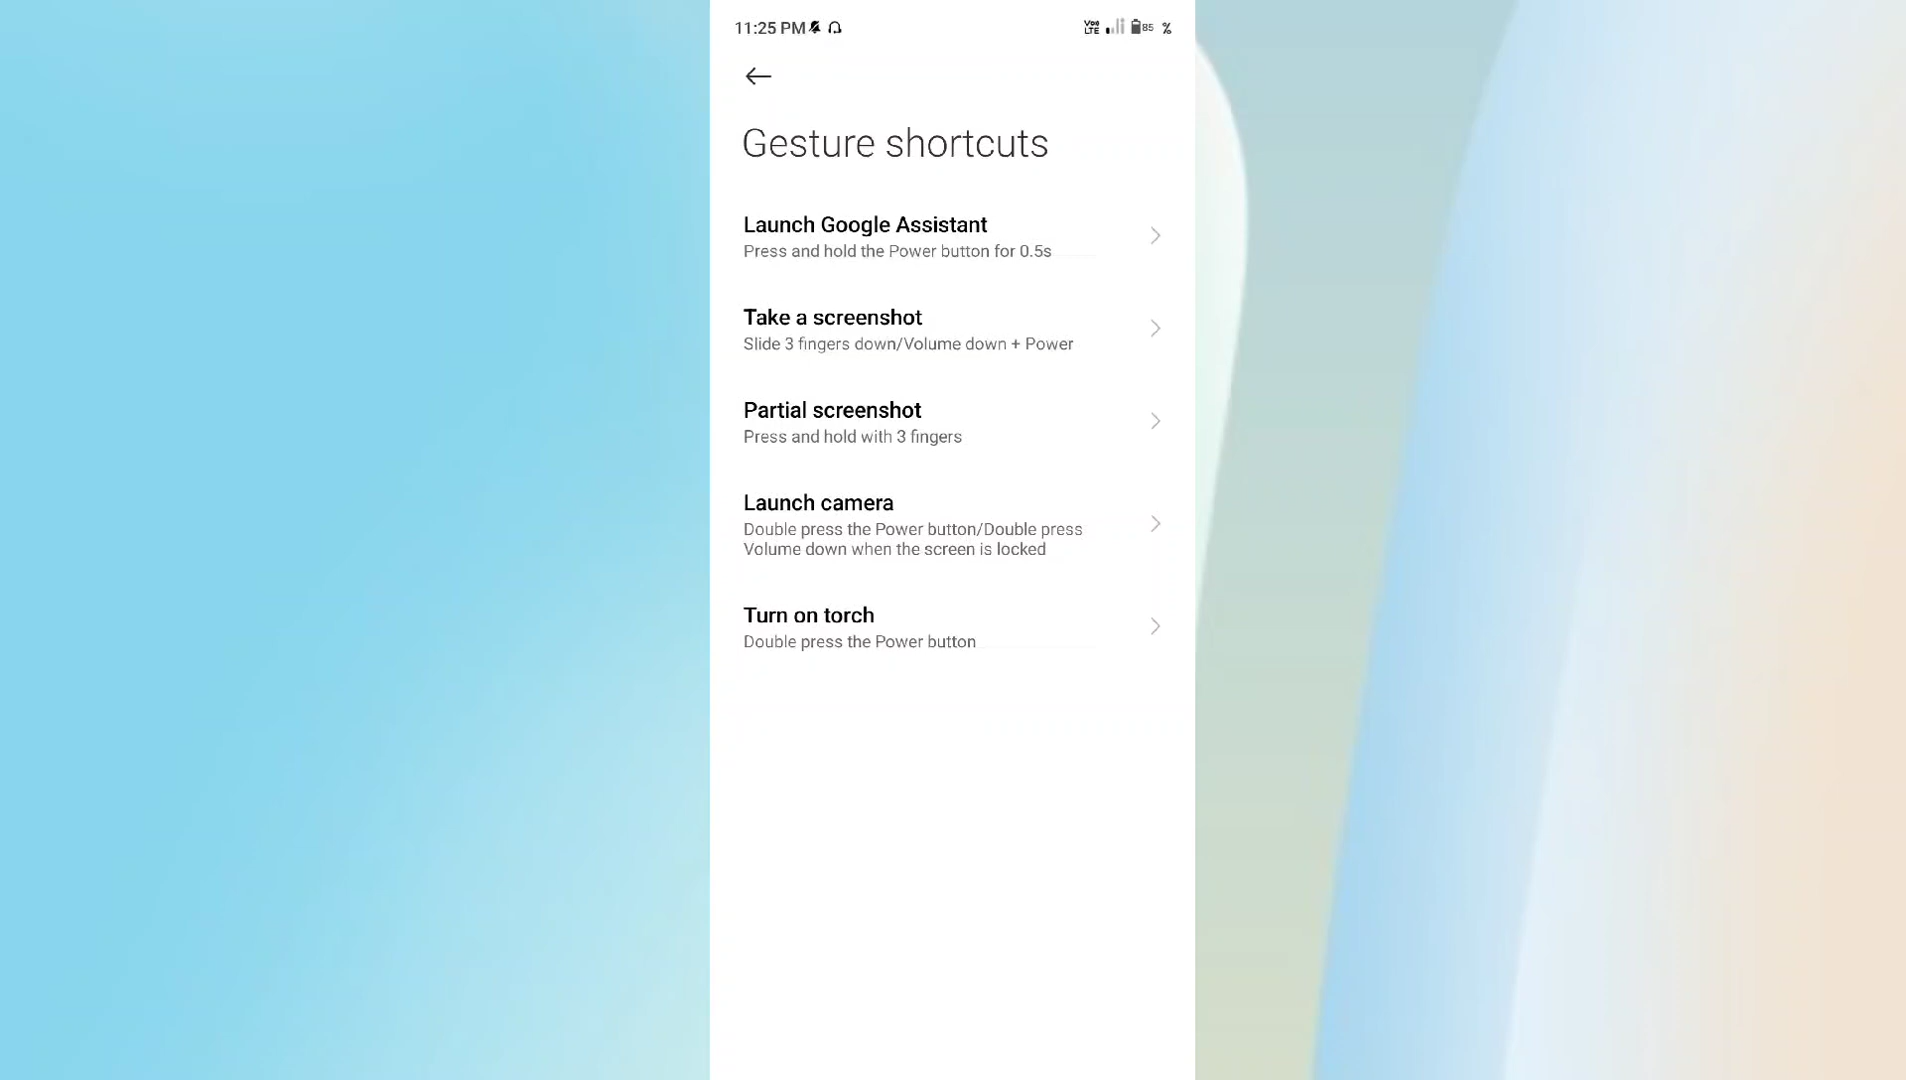 11:25 PM
Vo LTE 85 %
Gesture shortcuts
Launch Google Assistant
Press and hold the Power button for 0.5s
Take a screenshot
Slide 3 fingers down/Volume down + Power
Partial screenshot
Press and hold with 3 fingers
Launch camera
Double press the Power button/Double press
Volume down when the screen is locked
Turn on torch
Double press the Power button